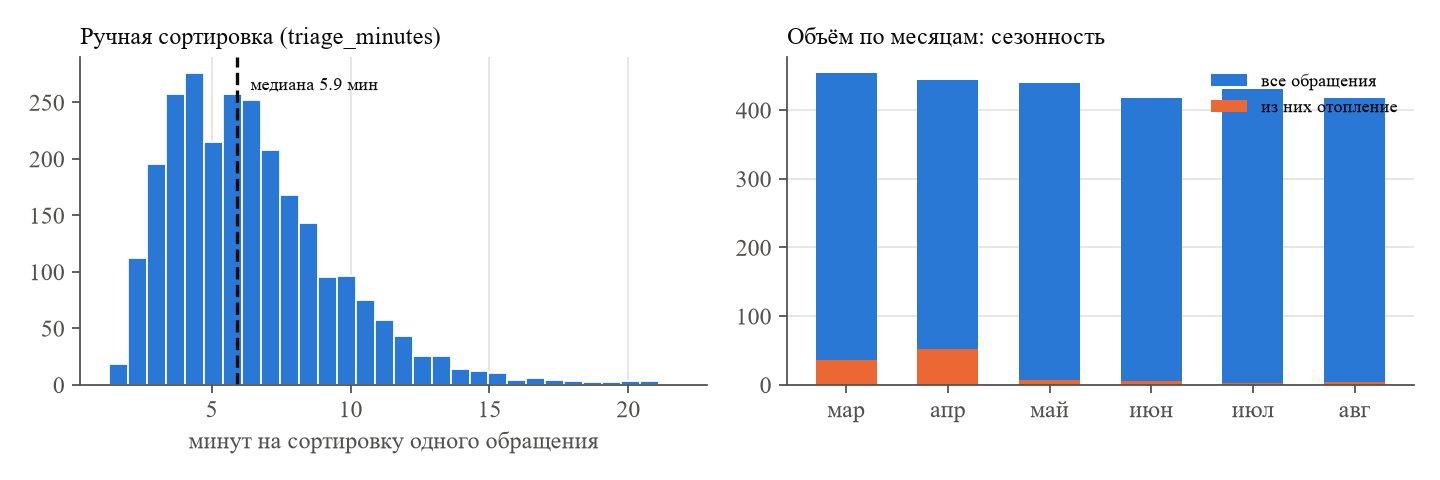 Ручная сортировка (triage_minutes)
медиана 5.9 мин
250
200
150
100
50
0
5 10 15 20
минут на сортировку одного обращения
Объём по месяцам: сезонность
все обращения
из них отопление
400
300
200
100
0
мар апр май июн июл авг